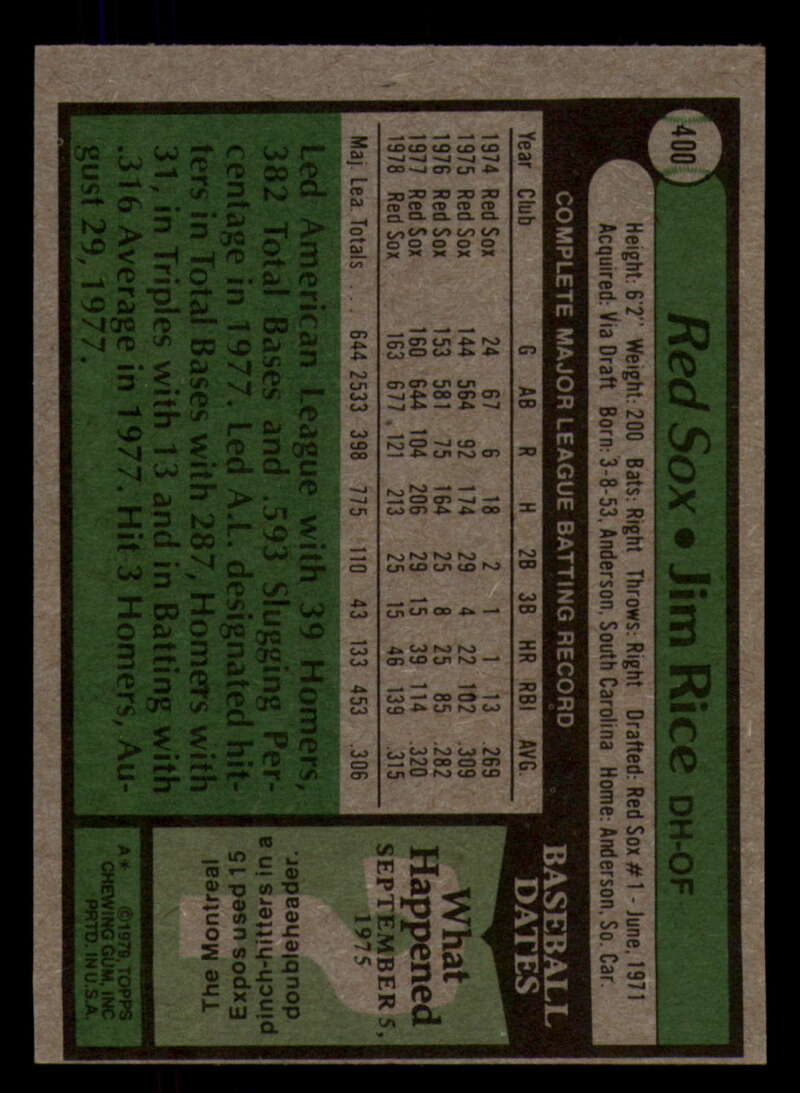 400
Red Sox • Jim Rice DH-OF
Height: 6'2" Weight: 200 Bats: Right Throws: Right Drafted: Red Sox #1 - June, 1971
Acquired: Via Draft Born: 3-8-53, Anderson, South Carolina Home: Anderson, So. Car.
COMPLETE MAJOR LEAGUE BATTING RECORD
Year Club G AB R H 2B 3B HR RBI AVG.
1974 Red Sox 24 67 6 18 2 1 1 13 .269
1975 Red Sox 144 564 92 174 29 4 22 102 .309
1976 Red Sox 153 581 75 164 25 8 25 85 .282
1977 Red Sox 160 644 104 206 29 15 39 114 .320
1978 Red Sox 163 677 121 213 25 15 46 139 .315
Maj. Lea. Totals . . . 644 2533 398 775 110 43 133 453 .306
Led American League with 39 Homers,
382 Total Bases and .593 Slugging Per-
centage in 1977. Led A.L. designated hit-
ters in Total Bases with 287, Homers with
31, in Triples with 13 and in Batting with
.316 Average in 1977. Hit 3 Homers, Au-
gust 29, 1977.
BASEBALL
DATES
What
Happened
SEPTEMBER 5,
1975
The Montreal
Expos used 15
pinch-hitters in a
doubleheader.
A * ©1979, TOPPS
CHEWING GUM, INC
PRTD. IN U.S.A.